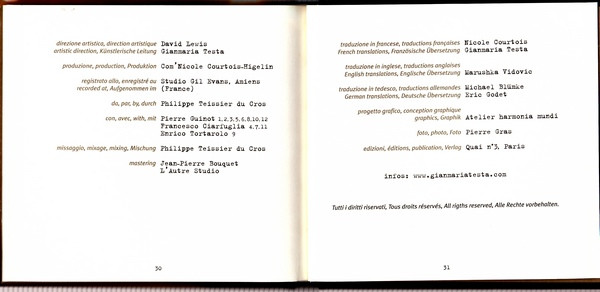 direzione artistica, direction artistique David Lewis
artistic direction, Künstlerische Leitung Gianmaria Testa
produzione, production, Produktion Com'Nicole Courtois-Higelin
registrato alla, enregistré au Studio Gil Evans, Amiens
recorded at, Aufgenommen im (France)
da, par, by, durch Philippe Teissier du Cros
con, avec, with, mit Pierre Guinot 1,2,3,5,6,8,10,12
Francesco Ciarfuglia 4,7,11
Enrico Tortarolo 9
missaggio, mixage, mixing, Mischung Philippe Teissier du Cros
mastering Jean-Pierre Bouquet
L'Autre Studio
30
traduzione in francese, traductions françaises Nicole Courtois
French translations, Französische Übersetzung Gianmaria Testa
traduzione in inglese, traductions anglaises
English translations, Englische Übersetzung Marushka Vidovic
traduzione in tedesco, traductions allemandes Michael Blümke
German translations, Deutsche Übersetzung Eric Godet
progetto grafico, conception graphique
graphics, Graphik Atelier harmonia mundi
foto, photo, Foto Pierre Gras
edizioni, éditions, publication, Verlag Quai n°3, Paris
infos: www.gianmariatesta.com
Tutti i diritti riservati, Tous droits réservés, All rigths reserved, Alle Rechte vorbehalten.
31